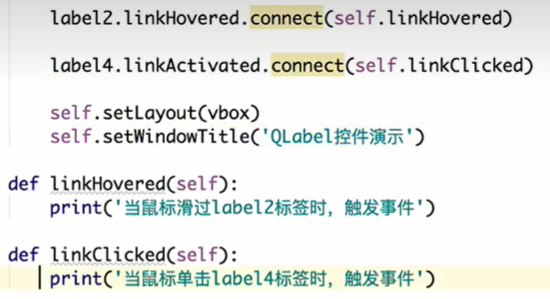 label2.linkHovered.connect(self.linkHovered)
label4.linkActivated.connect(self.linkClicked)
self.setLayout(vbox)
self.setWindowTitle('QLabel控件演示')
def linkHovered(self):
print('当鼠标滑过label2标签时，触发事件')
def linkClicked(self):
print('当鼠标单击label4标签时，触发事件')